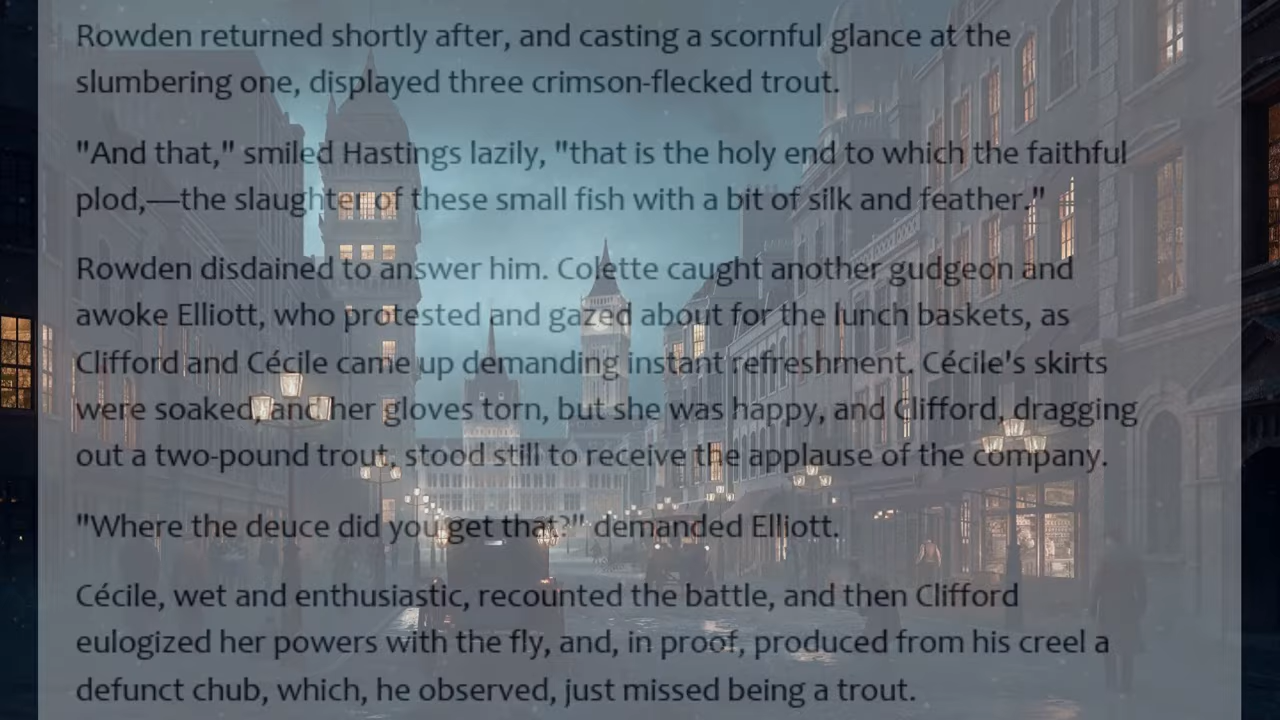 Rowden returned shortly after, and casting a scornful glance at the
slumbering one, displayed three crimson-flecked trout.
"And that," smiled Hastings lazily, "that is the holy end to which the faithful
plod,—the slaughter of these small fish with a bit of silk and feather."
Rowden disdained to answer him. Colette caught another gudgeon and
awoke Elliott, who protested and gazed about for the lunch baskets, as
Clifford and Cécile came up demanding instant refreshment. Cécile's skirts
were soaked, and her gloves torn, but she was happy, and Clifford, dragging
out a two-pound trout, stood still to receive the applause of the company.
"Where the deuce did you get that?" demanded Elliott.
Cécile, wet and enthusiastic, recounted the battle, and then Clifford
eulogized her powers with the fly, and, in proof, produced from his creel a
defunct chub, which, he observed, just missed being a trout.